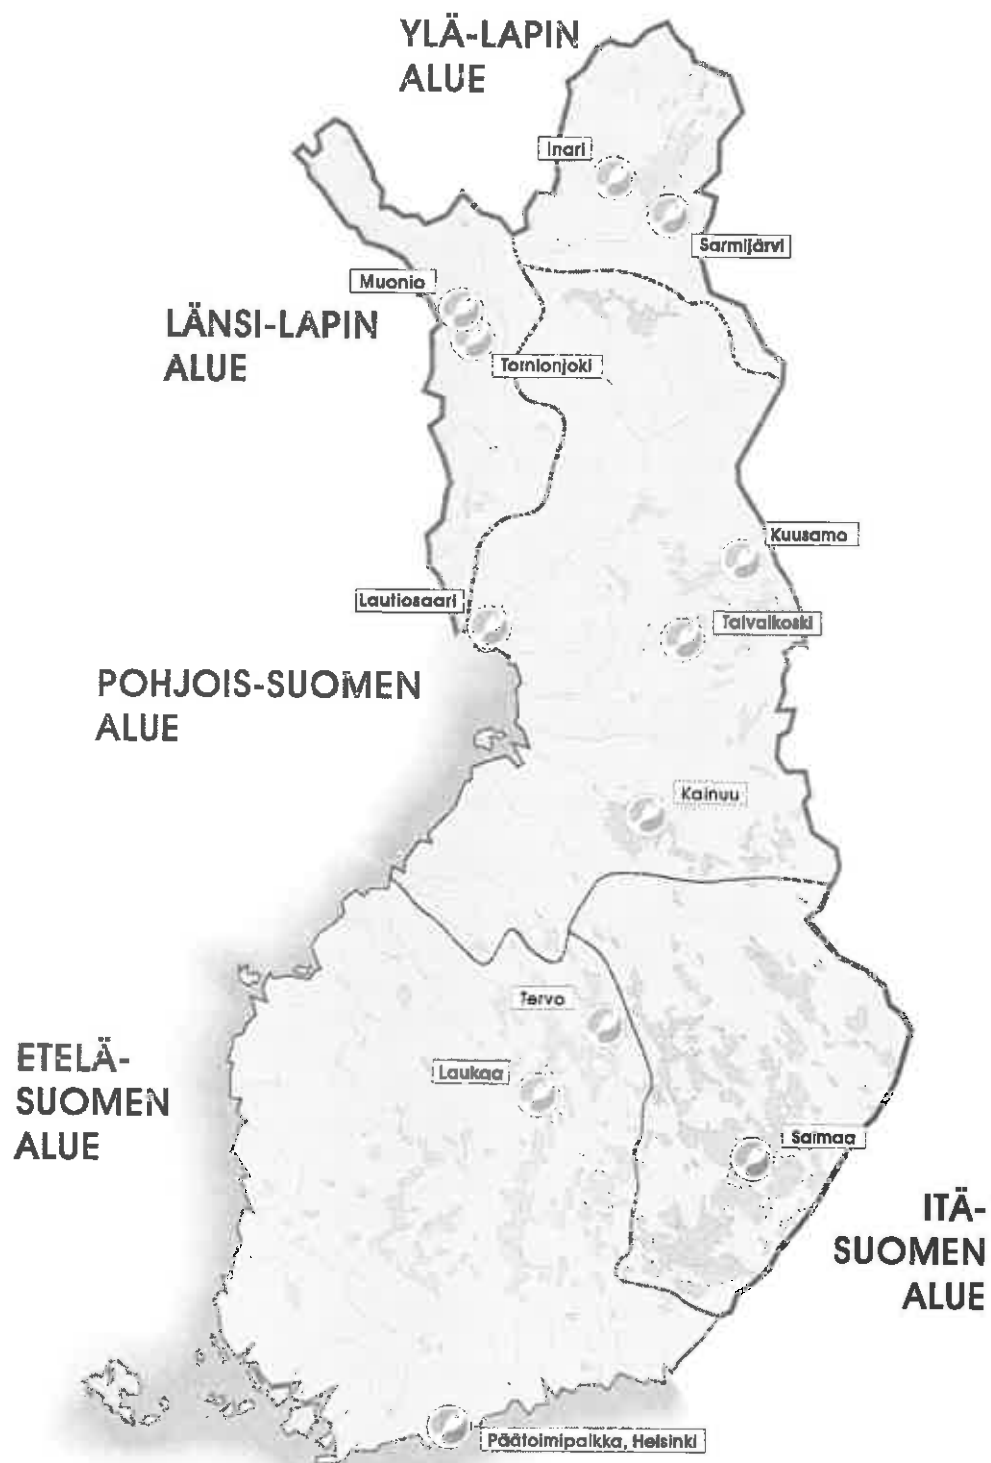 YLÄ-LAPIN
ALUE
Inari
Sarmijärvi
Muonio
LÄNSI-LAPIN
ALUE
Tornionjoki
Kuusamo
Lautiosaari
Taivalkoski
POHJOIS-SUOMEN
ALUE
Kainuu
Tervo
ETELÄ-
SUOMEN
ALUE
Laukaa
Saimaa
ITÄ-
SUOMEN
ALUE
Päätoimipaikka, Helsinki